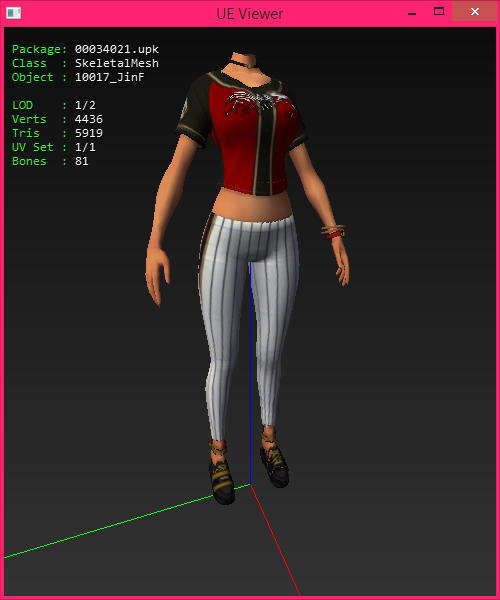 UE Viewer
Package: 00034021.upk
Class  : SkeletalMesh
Object : 10017_JinF
LOD    : 1/2
Verts  : 4436
Tris   : 5919
UV Set : 1/1
Bones  : 81